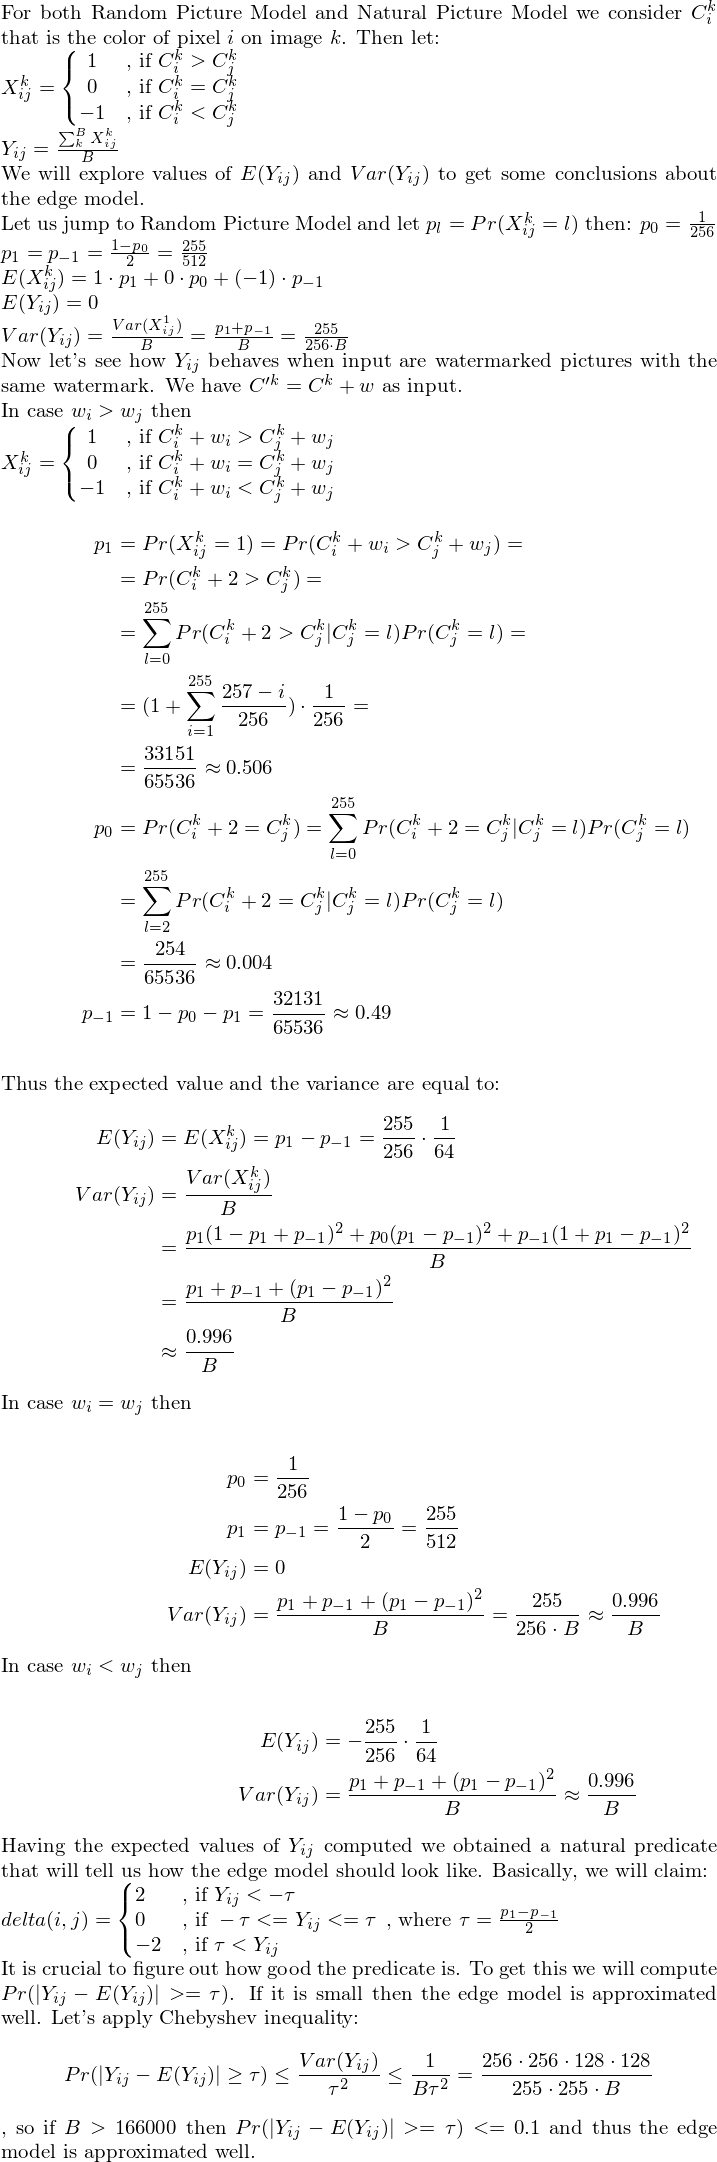 For both Random Picture Model and Natural Picture Model we consider $C_i^k$
that is the color of pixel $i$ on image $k$. Then let:
$X_{ij}^k = \begin{cases} 1 & \text{, if } C_i^k > C_j^k \\ 0 & \text{, if } C_i^k = C_j^k \\ -1 & \text{, if } C_i^k < C_j^k \end{cases}$
$Y_{ij} = \frac{\sum_k^B X_{ij}^k}{B}$
We will explore values of $E(Y_{ij})$ and $Var(Y_{ij})$ to get some conclusions about
the edge model.
Let us jump to Random Picture Model and let $p_l = Pr(X_{ij}^k = l)$ then: $p_0 = \frac{1}{256}$
$p_1 = p_{-1} = \frac{1-p_0}{2} = \frac{255}{512}$
$E(X_{ij}^k) = 1 \cdot p_1 + 0 \cdot p_0 + (-1) \cdot p_{-1}$
$E(Y_{ij}) = 0$
$Var(Y_{ij}) = \frac{Var(X_{ij}^1)}{B} = \frac{p_1+p_{-1}}{B} = \frac{255}{256 \cdot B}$
Now let's see how $Y_{ij}$ behaves when input are watermarked pictures with the
same watermark. We have $C'^k = C^k + w$ as input.
In case $w_i > w_j$ then
$X_{ij}^k = \begin{cases} 1 & \text{, if } C_i^k + w_i > C_j^k + w_j \\ 0 & \text{, if } C_i^k + w_i = C_j^k + w_j \\ -1 & \text{, if } C_i^k + w_i < C_j^k + w_j \end{cases}$
$p_1 = Pr(X_{ij}^k = 1) = Pr(C_i^k + w_i > C_j^k + w_j) =$
$= Pr(C_i^k + 2 > C_j^k) =$
$= \sum_{l=0}^{255} Pr(C_i^k + 2 > C_j^k | C_j^k = l) Pr(C_j^k = l) =$
$= (1 + \sum_{i=1}^{255} \frac{257-i}{256}) \cdot \frac{1}{256} =$
$= \frac{33151}{65536} \approx 0.506$
$p_0 = Pr(C_i^k + 2 = C_j^k) = \sum_{l=0}^{255} Pr(C_i^k + 2 = C_j^k | C_j^k = l) Pr(C_j^k = l)$
$= \sum_{l=2}^{255} Pr(C_i^k + 2 = C_j^k | C_j^k = l) Pr(C_j^k = l)$
$= \frac{254}{65536} \approx 0.004$
$p_{-1} = 1 - p_0 - p_1 = \frac{32131}{65536} \approx 0.49$
Thus the expected value and the variance are equal to:
$E(Y_{ij}) = E(X_{ij}^k) = p_1 - p_{-1} = \frac{255}{256} \cdot \frac{1}{64}$
$Var(Y_{ij}) = \frac{Var(X_{ij}^k)}{B}$
$= \frac{p_1(1-p_1+p_{-1})^2 + p_0(p_1-p_{-1})^2 + p_{-1}(1+p_1-p_{-1})^2}{B}$
$= \frac{p_1+p_{-1}+(p_1-p_{-1})^2}{B}$
$\approx \frac{0.996}{B}$
In case $w_i = w_j$ then
$p_0 = \frac{1}{256}$
$p_1 = p_{-1} = \frac{1-p_0}{2} = \frac{255}{512}$
$E(Y_{ij}) = 0$
$Var(Y_{ij}) = \frac{p_1+p_{-1}+(p_1-p_{-1})^2}{B} = \frac{255}{256 \cdot B} \approx \frac{0.996}{B}$
In case $w_i < w_j$ then
$E(Y_{ij}) = -\frac{255}{256} \cdot \frac{1}{64}$
$Var(Y_{ij}) = \frac{p_1+p_{-1}+(p_1-p_{-1})^2}{B} \approx \frac{0.996}{B}$
Having the expected values of $Y_{ij}$ computed we obtained a natural predicate
that will tell us how the edge model should look like. Basically, we will claim:
$delta(i,j) = \begin{cases} 2 & \text{, if } Y_{ij} < -\tau \\ 0 & \text{, if } -\tau <= Y_{ij} <= \tau \\ -2 & \text{, if } \tau < Y_{ij} \end{cases}$ , where $\tau = \frac{p_1-p_{-1}}{2}$
It is crucial to figure out how good the predicate is. To get this we will compute
$Pr(|Y_{ij} - E(Y_{ij})| >= \tau)$. If it is small then the edge model is approximated
well. Let's apply Chebyshev inequality:
$Pr(|Y_{ij} - E(Y_{ij})| \geq \tau) \leq \frac{Var(Y_{ij})}{\tau^2} \leq \frac{1}{B\tau^2} = \frac{256 \cdot 256 \cdot 128 \cdot 128}{255 \cdot 255 \cdot B}$
, so if $B > 166000$ then $Pr(|Y_{ij} - E(Y_{ij})| >= \tau) <= 0.1$ and thus the edge
model is approximated well.